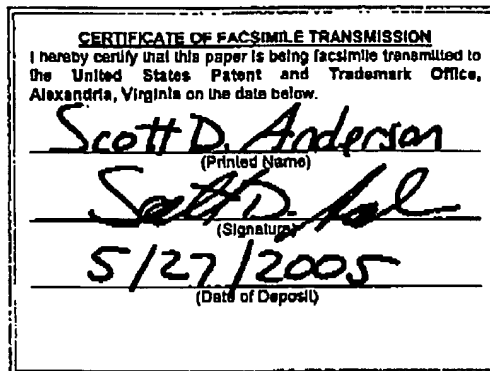 CERTIFICATE OF FACSIMILE TRANSMISSION
I hereby certify that this paper is being facsimile transmitted to
the United States Patent and Trademark Office,
Alexandria, Virginia on the date below.
Scott D. Anderson
(Printed Name)
Scott D.
(Signature)
5/27/2005
(Date of Deposit)